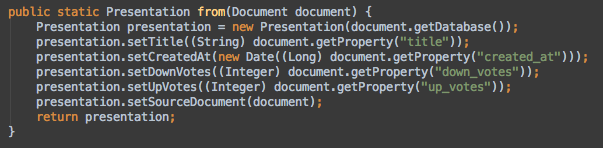 public static Presentation from(Document document) {
    Presentation presentation = new Presentation(document.getDatabase());
    presentation.setTitle((String) document.getProperty("title"));
    presentation.setCreatedAt(new Date((Long) document.getProperty("created_at")));
    presentation.setDownVotes((Integer) document.getProperty("down_votes"));
    presentation.setUpVotes((Integer) document.getProperty("up_votes"));
    presentation.setSourceDocument(document);
    return presentation;
}